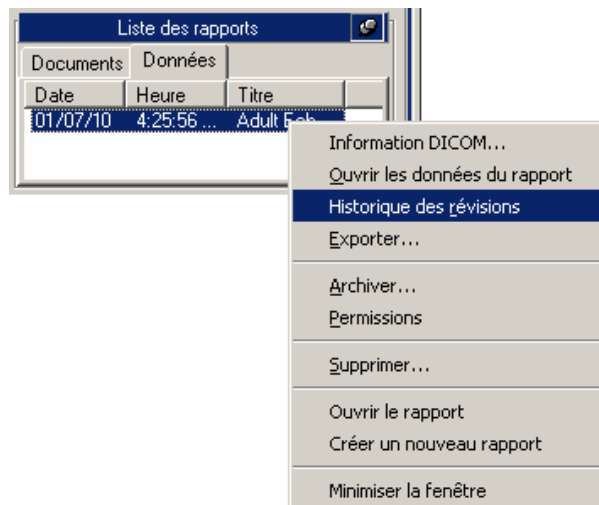 Liste des rapports
Documents Données
Date Heure Titre
01/07/10 4:25:56 ... Adult Ech
Information DICOM...
Ouvrir les données du rapport
Historique des révisions
Exporter...
Archiver...
Permissions
Supprimer...
Ouvrir le rapport
Créer un nouveau rapport
Minimiser la fenêtre